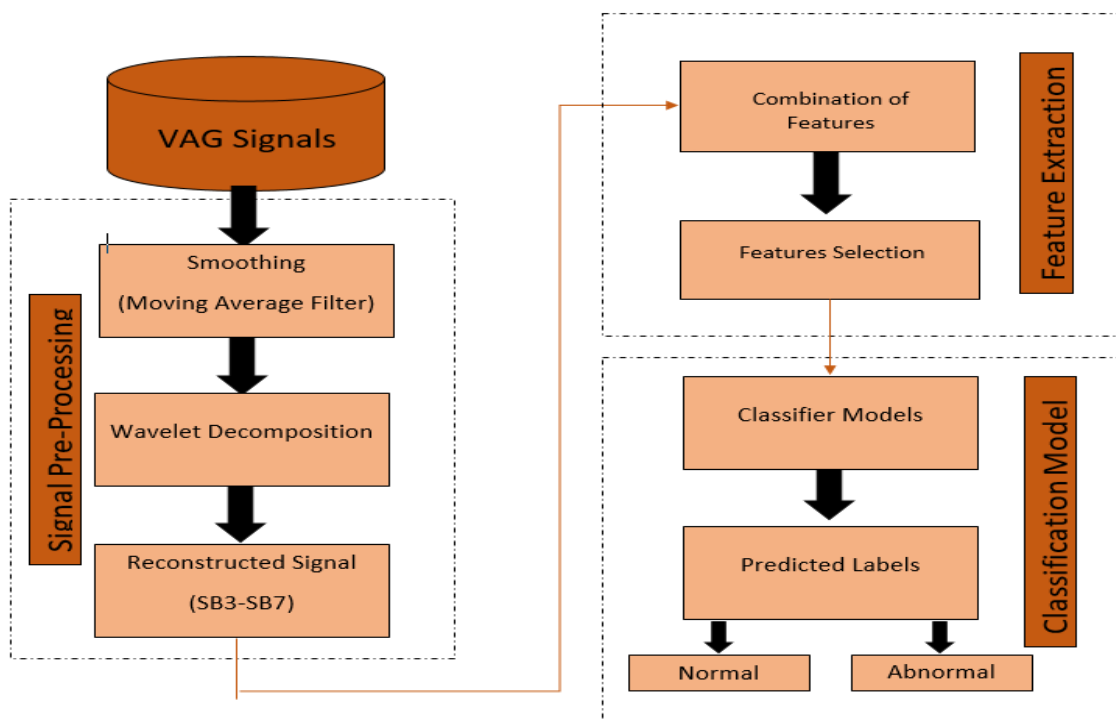 VAG Signals
Signal Pre-Processing
Smoothing
(Moving Average Filter)
Wavelet Decomposition
Reconstructed Signal
(SB3-SB7)
Combination of
Features
Features Selection
Feature Extraction
Classifier Models
Predicted Labels
Normal
Abnormal
Classification Model